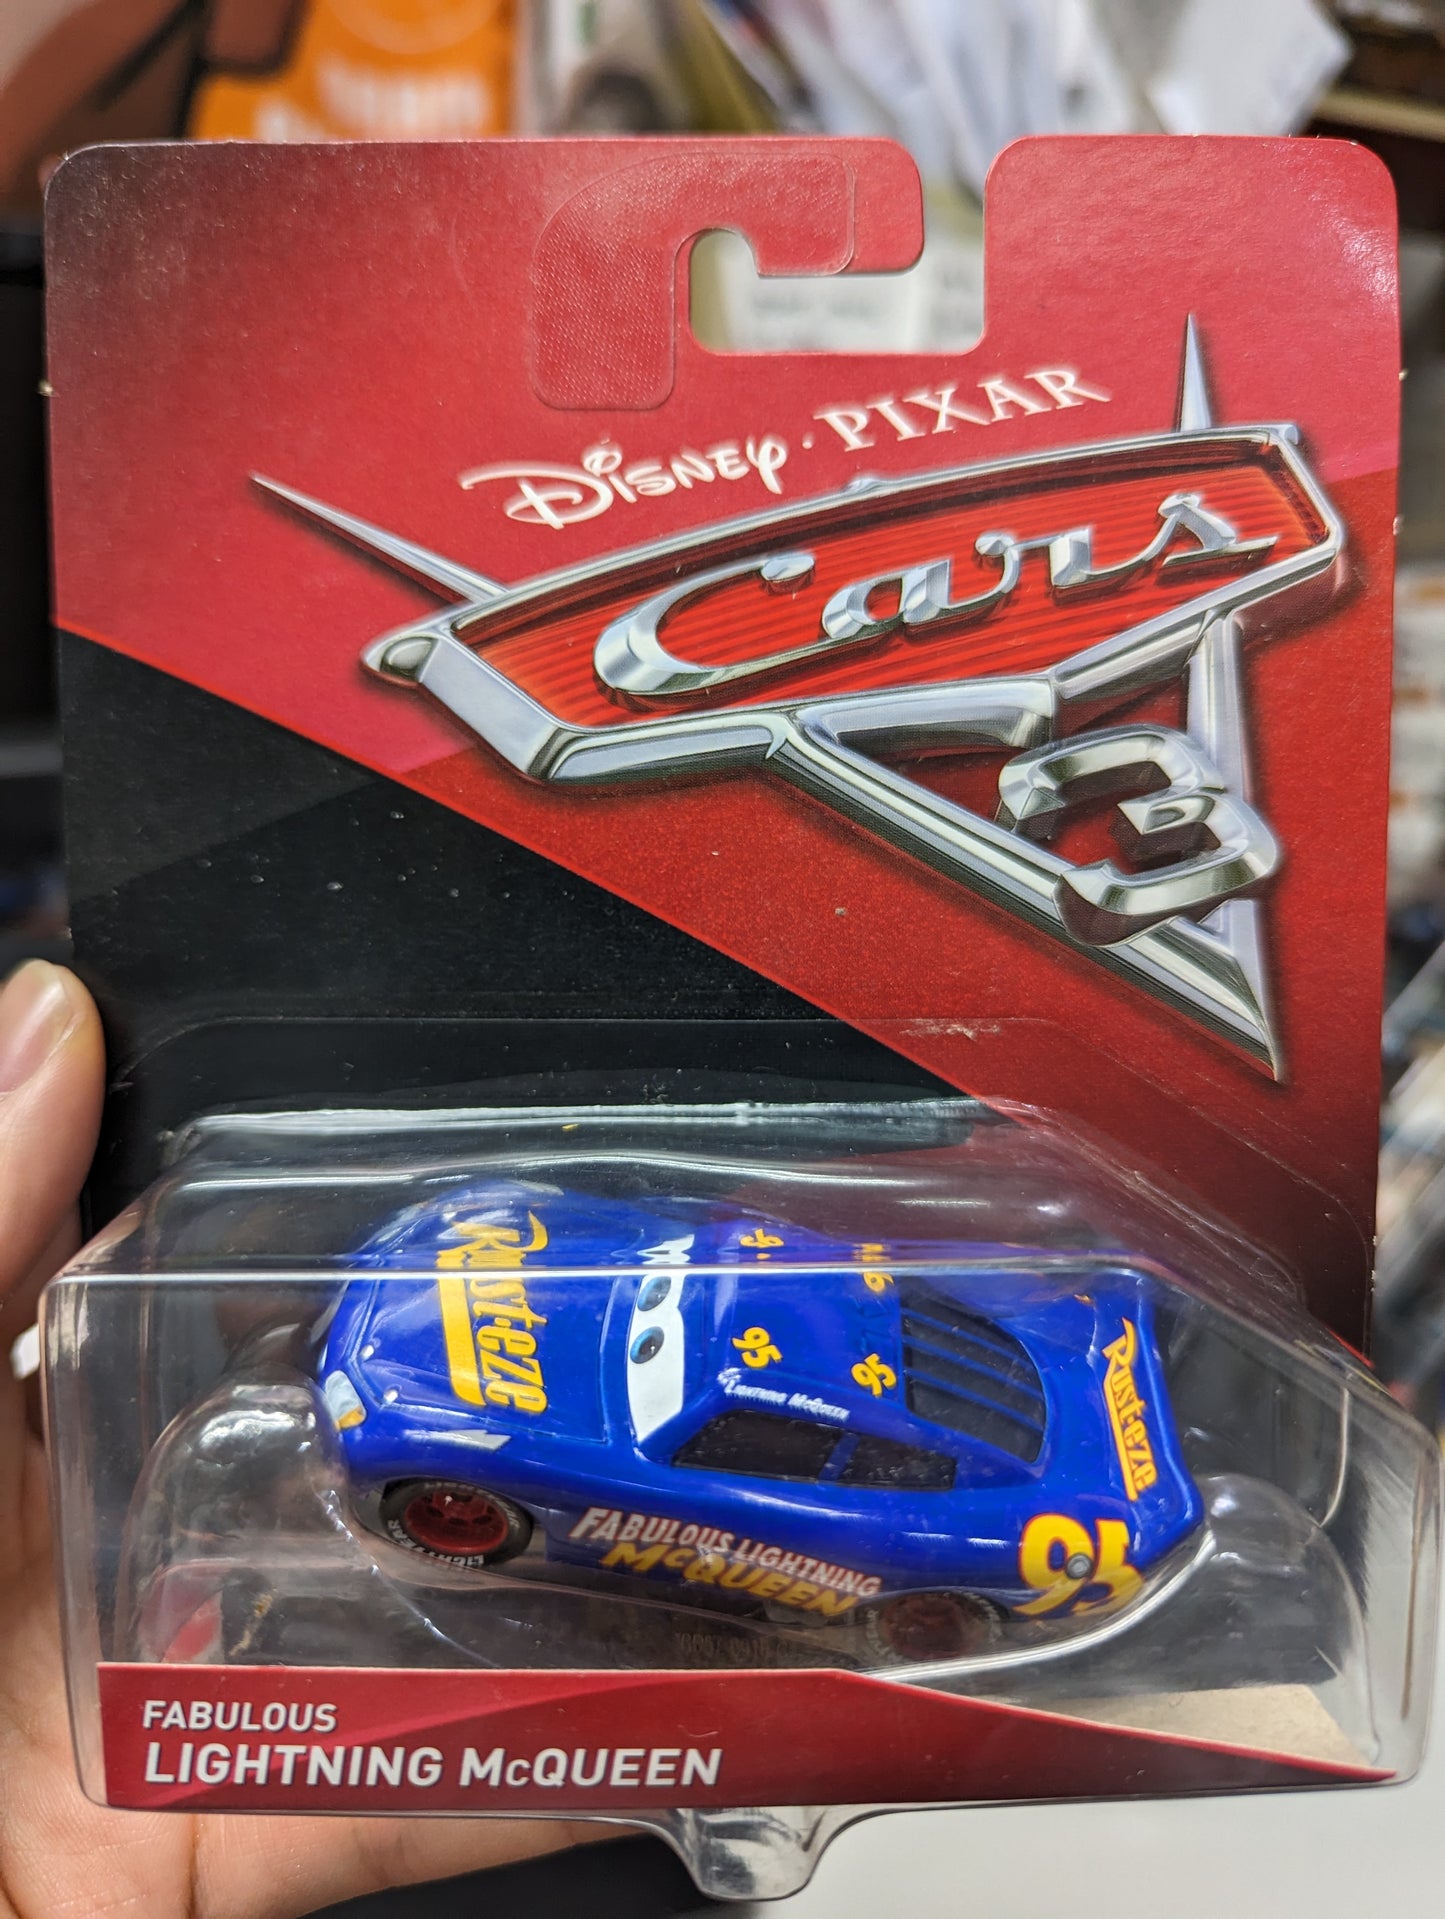 DISNEY · PIXAR
Cars
3
RUST-EZE
95
95
LIGHTNING McQUEEN
RUST-EZE
FABULOUS LIGHTNING
McQUEEN
95
LIGHTYEAR
FABULOUS
LIGHTNING McQUEEN